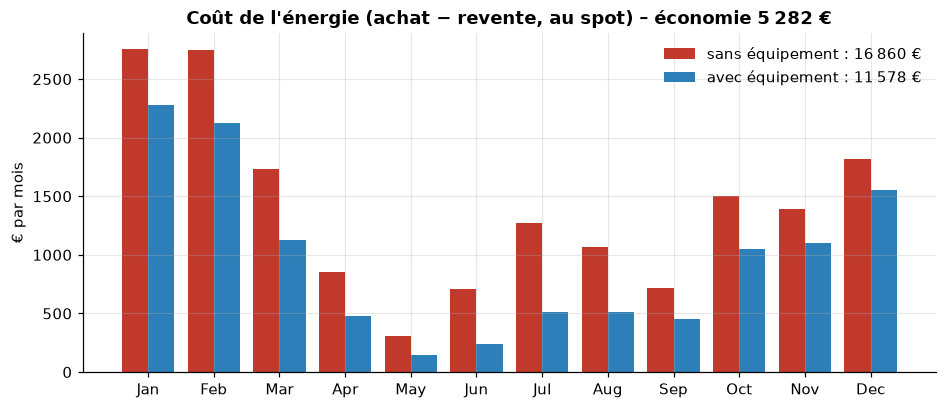 Coût de l'énergie (achat − revente, au spot) – économie 5 282 €
sans équipement : 16 860 €
avec équipement : 11 578 €
€ par mois
2500
2000
1500
1000
500
0
Jan Feb Mar Apr May Jun Jul Aug Sep Oct Nov Dec